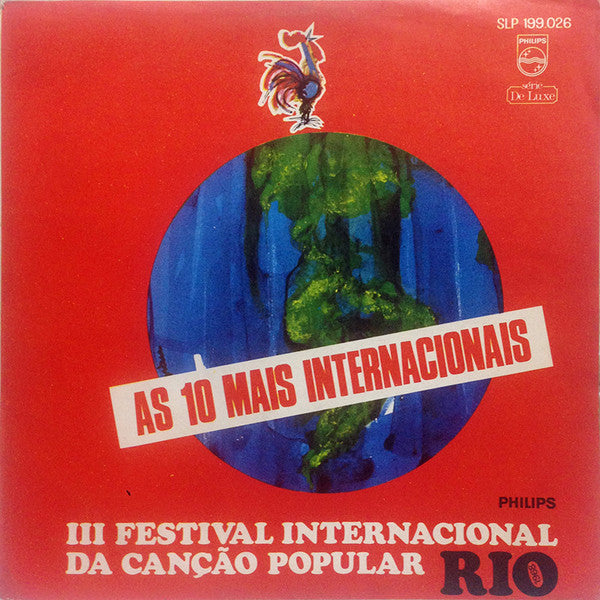 SLP 199.026
PHILIPS
série
De Luxe
AS 10 MAIS INTERNACIONAIS
PHILIPS
III FESTIVAL INTERNACIONAL
DA CANÇÃO POPULAR RIO